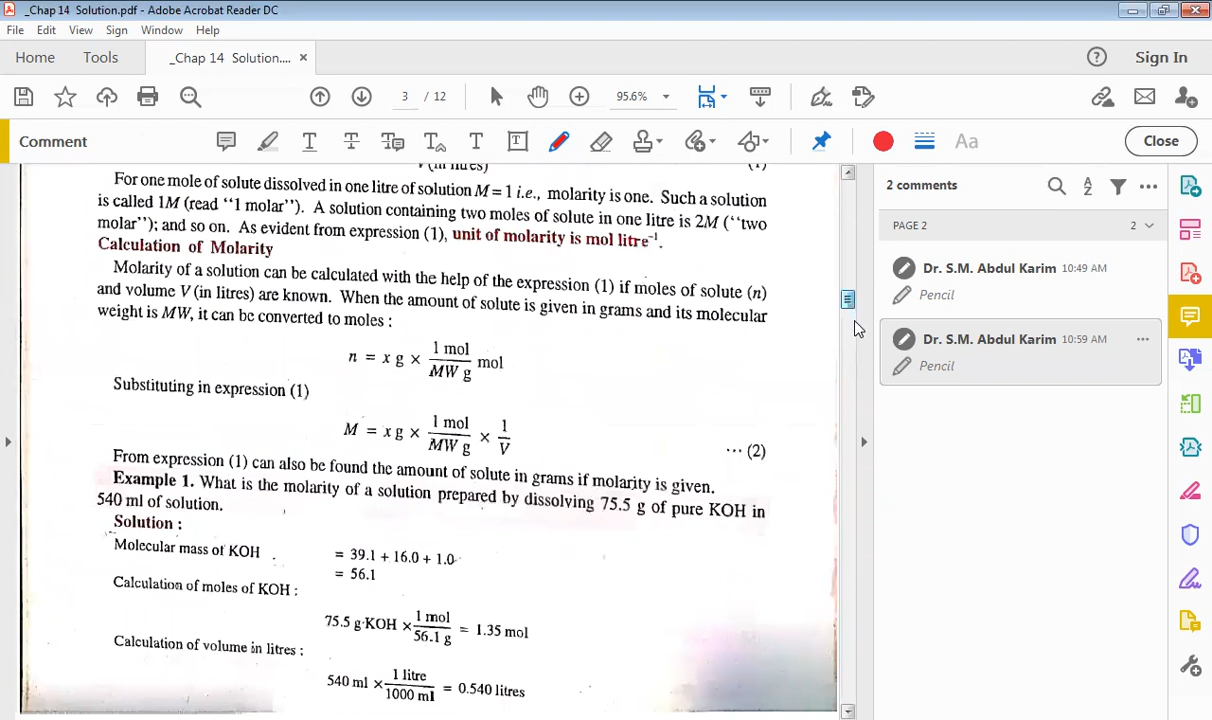 _Chap 14 Solution.pdf - Adobe Acrobat Reader DC
File Edit View Sign Window Help
Home Tools _Chap 14 Solution.... × Sign In
3 / 12 95.6%
Comment Close
V (in litres) (1)
For one mole of solute dissolved in one litre of solution M = 1 i.e., molarity is one. Such a solution
is called 1M (read "1 molar"). A solution containing two moles of solute in one litre is 2M ("two
molar"); and so on. As evident from expression (1), unit of molarity is mol litre⁻¹.
Calculation of Molarity
Molarity of a solution can be calculated with the help of the expression (1) if moles of solute (n)
and volume V (in litres) are known. When the amount of solute is given in grams and its molecular
weight is MW, it can be converted to moles :
n = x g × 1 mol / MW g mol
Substituting in expression (1)
M = x g × 1 mol / MW g × 1 / V
... (2)
From expression (1) can also be found the amount of solute in grams if molarity is given.
Example 1. What is the molarity of a solution prepared by dissolving 75.5 g of pure KOH in
540 ml of solution.
Solution :
Molecular mass of KOH = 39.1 + 16.0 + 1.0
= 56.1
Calculation of moles of KOH :
75.5 g KOH × 1 mol / 56.1 g = 1.35 mol
Calculation of volume in litres :
540 ml × 1 litre / 1000 ml = 0.540 litres
2 comments
PAGE 2 2
Dr. S.M. Abdul Karim 10:49 AM
Pencil
Dr. S.M. Abdul Karim 10:59 AM
Pencil